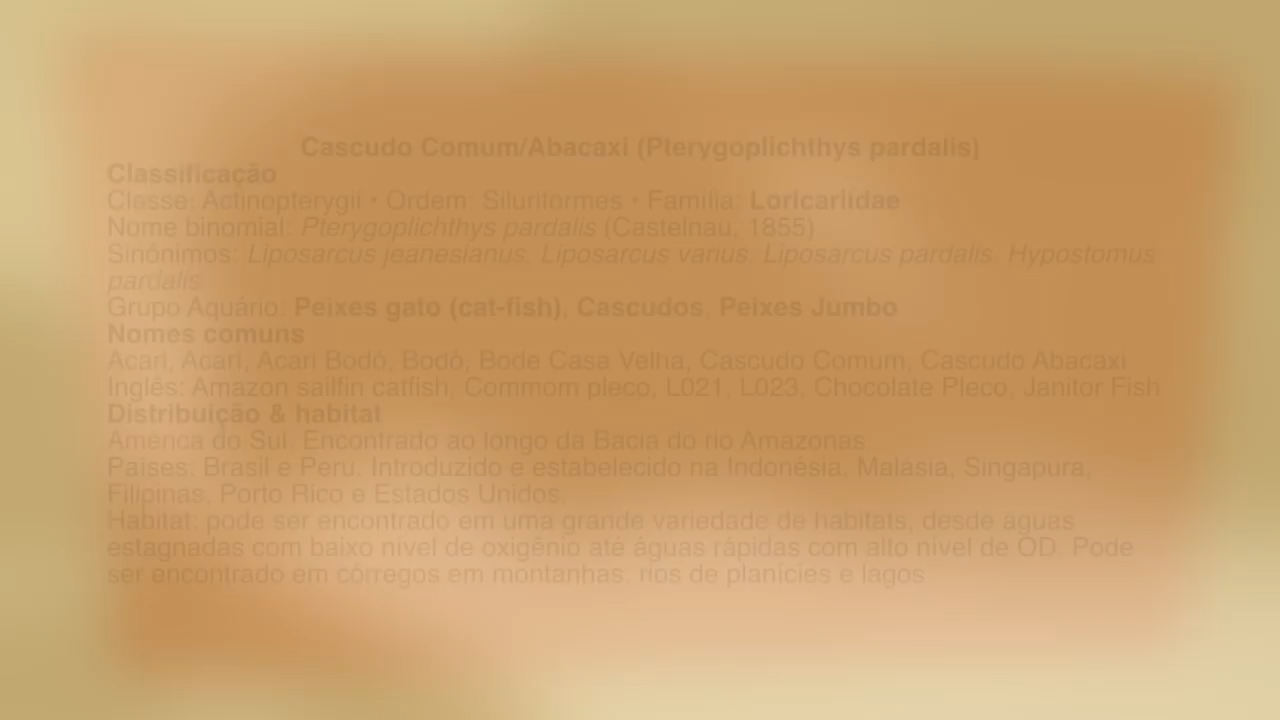 Cascudo Comum/Abacaxi (Pterygoplichthys pardalis)
Classificação
Classe: Actinopterygii • Ordem: Siluriformes • Família: Loricariidae
Nome binomial: Pterygoplichthys pardalis (Castelnau, 1855)
Sinônimos: Liposarcus jeanesianus, Liposarcus varius, Liposarcus pardalis, Hypostomus
pardalis
Grupo Aquário: Peixes gato (cat-fish), Cascudos, Peixes Jumbo
Nomes comuns
Acari, Acarí, Acari Bodó, Bodó, Bode Casa Velha, Cascudo Comum, Cascudo Abacaxi
Inglês: Amazon sailfin catfish, Commom pleco, L021, L023, Chocolate Pleco, Janitor Fish
Distribuição & habitat
América do Sul. Encontrado ao longo da Bacia do rio Amazonas.
Países: Brasil e Peru. Introduzido e estabelecido na Indonésia, Malásia, Singapura,
Filipinas, Porto Rico e Estados Unidos.
Habitat: pode ser encontrado em uma grande variedade de habitats, desde águas
estagnadas com baixo nível de oxigênio até águas rápidas com alto nível de OD. Pode
ser encontrado em córregos em montanhas, rios de planícies e lagos.